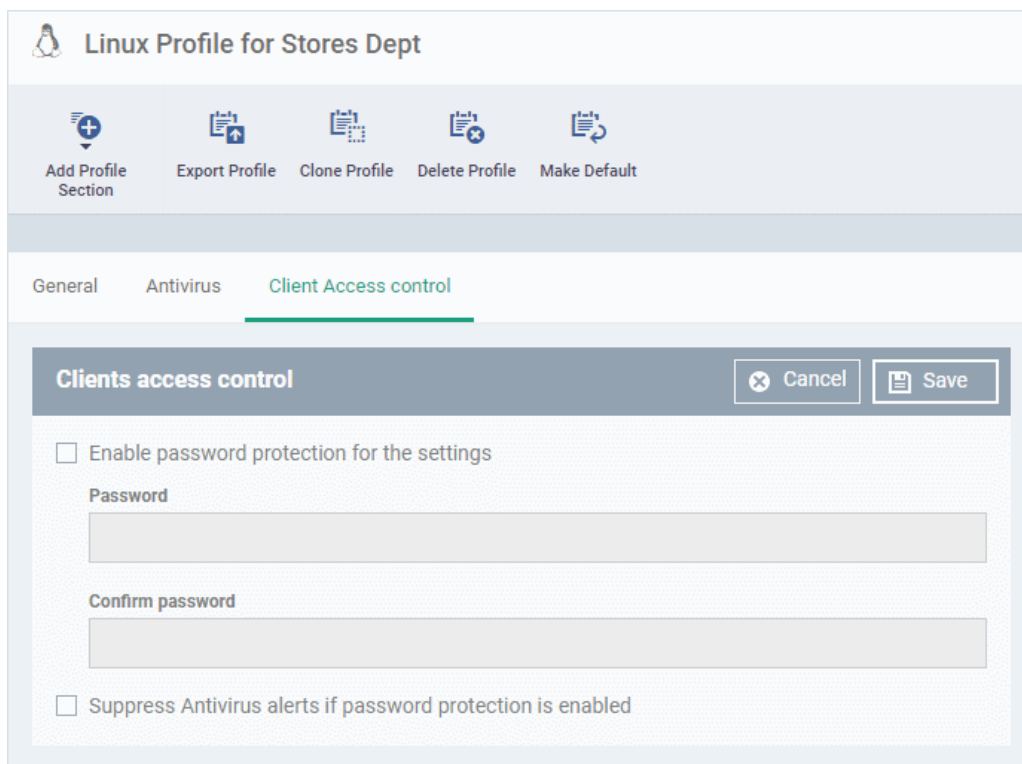 Linux Profile for Stores Dept
Add Profile
Section
Export Profile
Clone Profile
Delete Profile
Make Default
General
Antivirus
Client Access control
Clients access control
Cancel
Save
Enable password protection for the settings
Password
Confirm password
Suppress Antivirus alerts if password protection is enabled